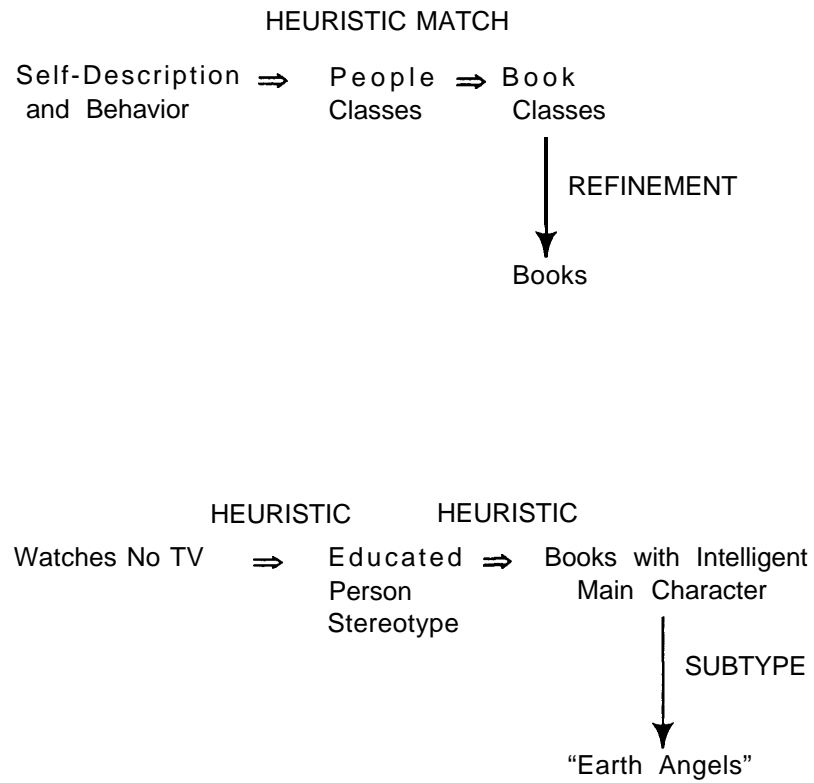 HEURISTIC MATCH
Self-Description ⇒ People ⇒ Book
and Behavior Classes Classes
REFINEMENT
Books
HEURISTIC HEURISTIC
Watches No TV ⇒ Educated ⇒ Books with Intelligent
Person Main Character
Stereotype
SUBTYPE
“Earth Angels”